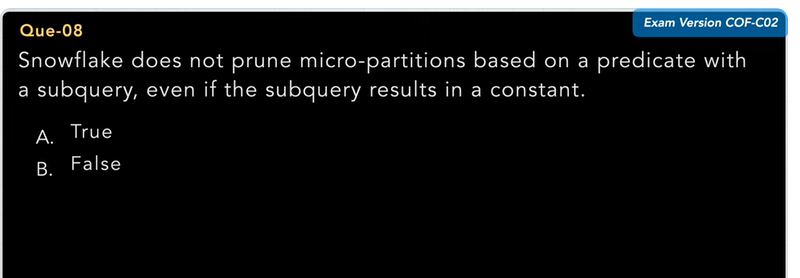 Exam Version COF-C02
Que-08
Snowflake does not prune micro-partitions based on a predicate with
a subquery, even if the subquery results in a constant.
A. True
B. False